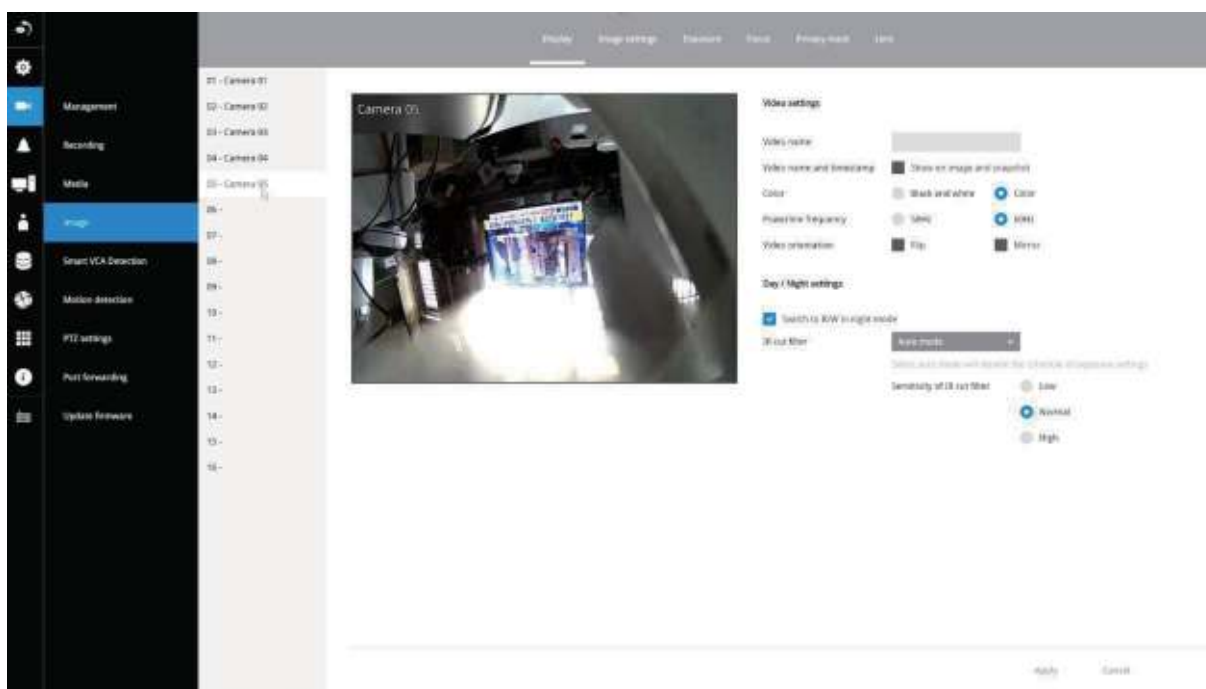 Display Image settings Exposure Focus Privacy mask Lens
Management
Recording
Media
Image
Smart VCA Detection
Motion detection
PTZ settings
Port forwarding
Update firmware
01 - Camera 01
02 - Camera 02
03 - Camera 03
04 - Camera 04
05 - Camera 05
06 -
07 -
08 -
09 -
10 -
11 -
12 -
13 -
14 -
15 -
16 -
Camera 05
Video settings
Video name
Video name and timestamp Show on image and snapshot
Color Black and white Color
Powerline frequency 50Hz 60Hz
Video orientation Flip Mirror
Day / Night settings
Switch to B/W in night mode
IR cut filter Auto mode
Sensitivity of IR cut filter Low
Normal
High
Apply Cancel